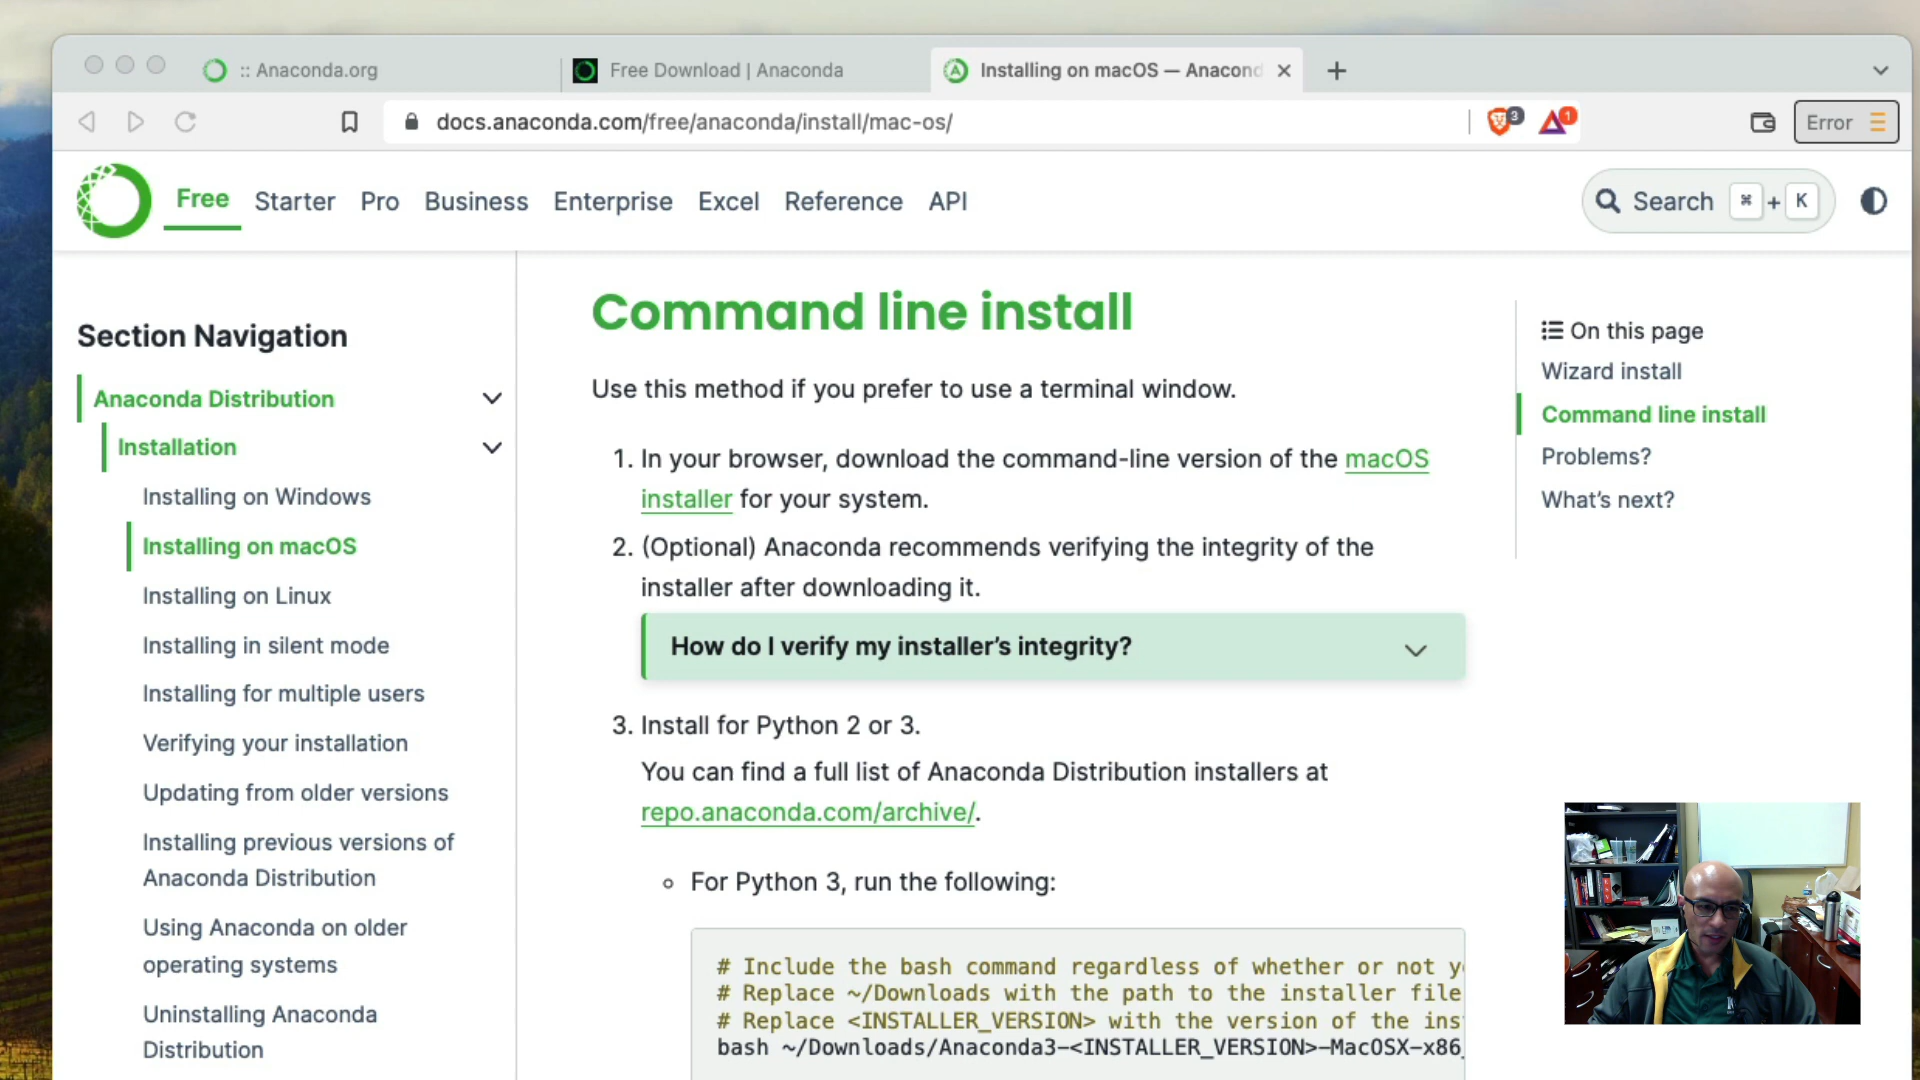 :: Anaconda.org
Free Download | Anaconda
Installing on macOS — Anacond
docs.anaconda.com/free/anaconda/install/mac-os/
3
1
Error
Free Starter Pro Business Enterprise Excel Reference API
Search ⌘ + K
Section Navigation
Anaconda Distribution
Installation
Installing on Windows
Installing on macOS
Installing on Linux
Installing in silent mode
Installing for multiple users
Verifying your installation
Updating from older versions
Installing previous versions of
Anaconda Distribution
Using Anaconda on older
operating systems
Uninstalling Anaconda
Distribution
Command line install
Use this method if you prefer to use a terminal window.
1. In your browser, download the command-line version of the macOS
installer for your system.
2. (Optional) Anaconda recommends verifying the integrity of the
installer after downloading it.
How do I verify my installer’s integrity?
3. Install for Python 2 or 3.
You can find a full list of Anaconda Distribution installers at
repo.anaconda.com/archive/.
For Python 3, run the following:
# Include the bash command regardless of whether or not y
# Replace ~/Downloads with the path to the installer file
# Replace <INSTALLER_VERSION> with the version of the ins
bash ~/Downloads/Anaconda3-<INSTALLER_VERSION>-MacOSX-x86_
On this page
Wizard install
Command line install
Problems?
What’s next?